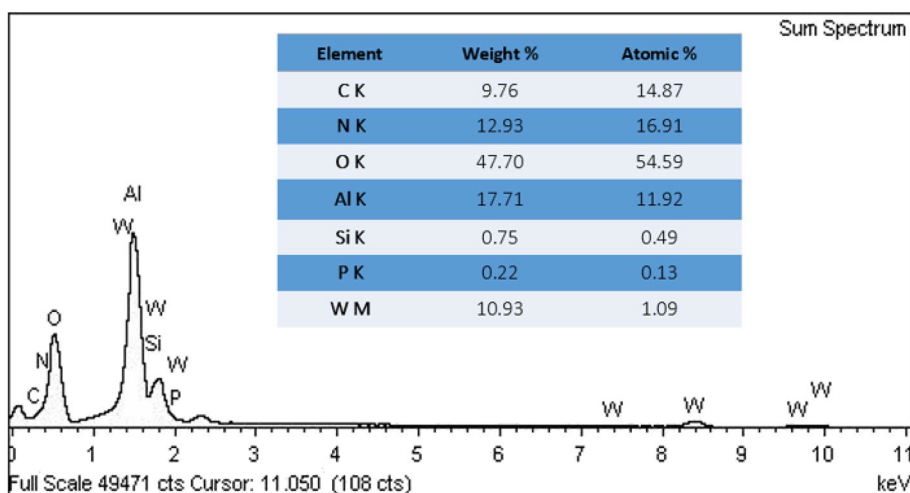 Sum Spectrum
Element Weight % Atomic %
C K 9.76 14.87
N K 12.93 16.91
O K 47.70 54.59
Al K 17.71 11.92
Si K 0.75 0.49
P K 0.22 0.13
W M 10.93 1.09
Al
W
O
W
N
Si
W
C
P
W
W
W
W
0 1 2 3 4 5 6 7 8 9 10 11
Full Scale 49471 cts Cursor: 11.050 (108 cts) keV